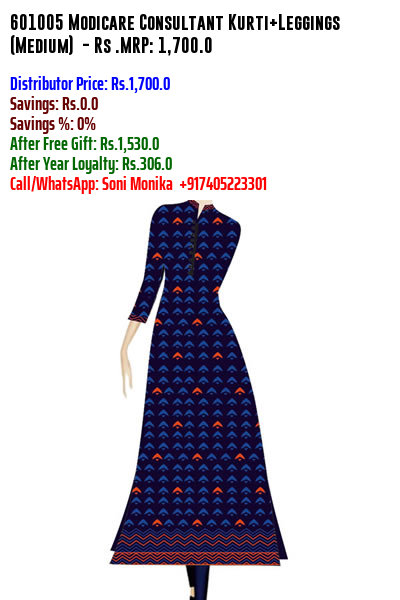 601005 Modicare Consultant Kurti+Leggings
(Medium) - Rs .MRP: 1,700.0
Distributor Price: Rs.1,700.0
Savings: Rs.0.0
Savings %: 0%
After Free Gift: Rs.1,530.0
After Year Loyalty: Rs.306.0
Call/WhatsApp: Soni Monika +917405223301